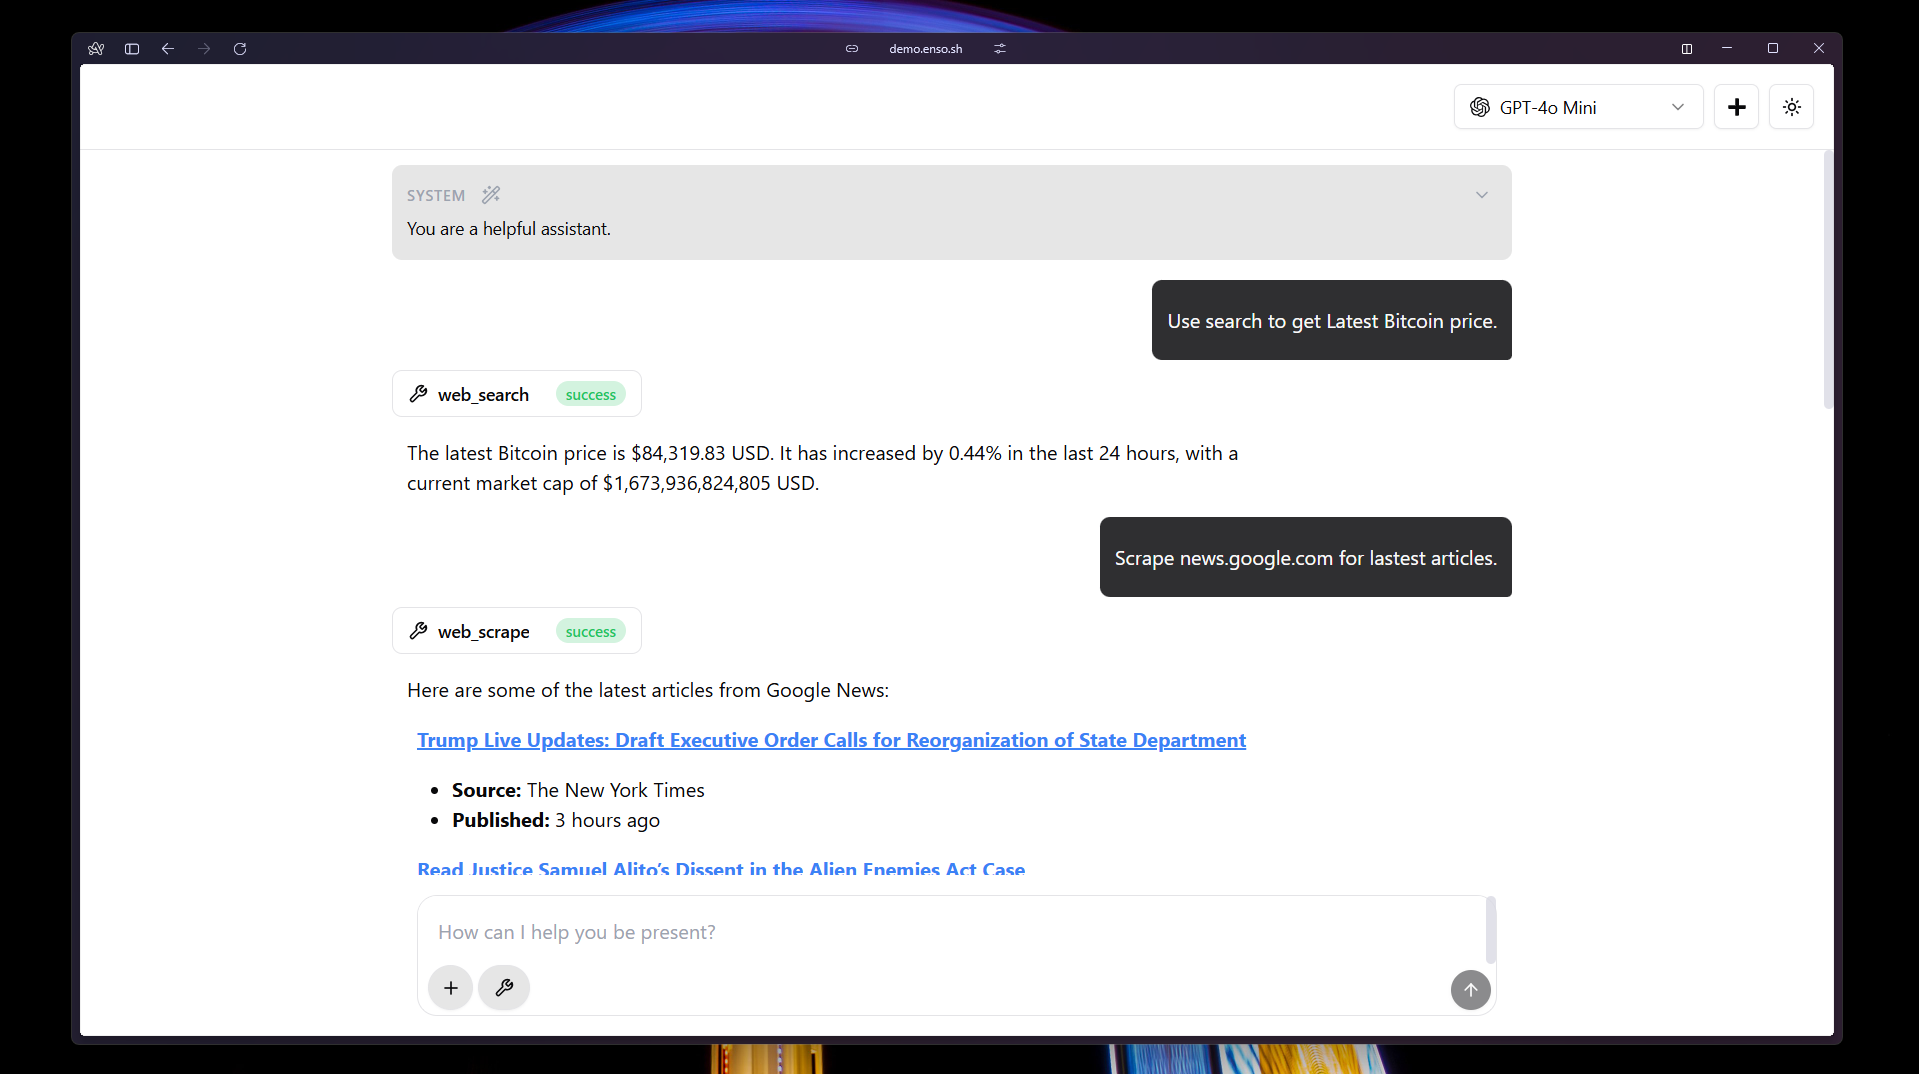 demo.enso.sh
GPT-4o Mini
SYSTEM
You are a helpful assistant.
Use search to get Latest Bitcoin price.
web_search success
The latest Bitcoin price is $84,319.83 USD. It has increased by 0.44% in the last 24 hours, with a
current market cap of $1,673,936,824,805 USD.
Scrape news.google.com for lastest articles.
web_scrape success
Here are some of the latest articles from Google News:
Trump Live Updates: Draft Executive Order Calls for Reorganization of State Department
Source: The New York Times
Published: 3 hours ago
Read Justice Samuel Alito’s Dissent in the Alien Enemies Act Case
How can I help you be present?